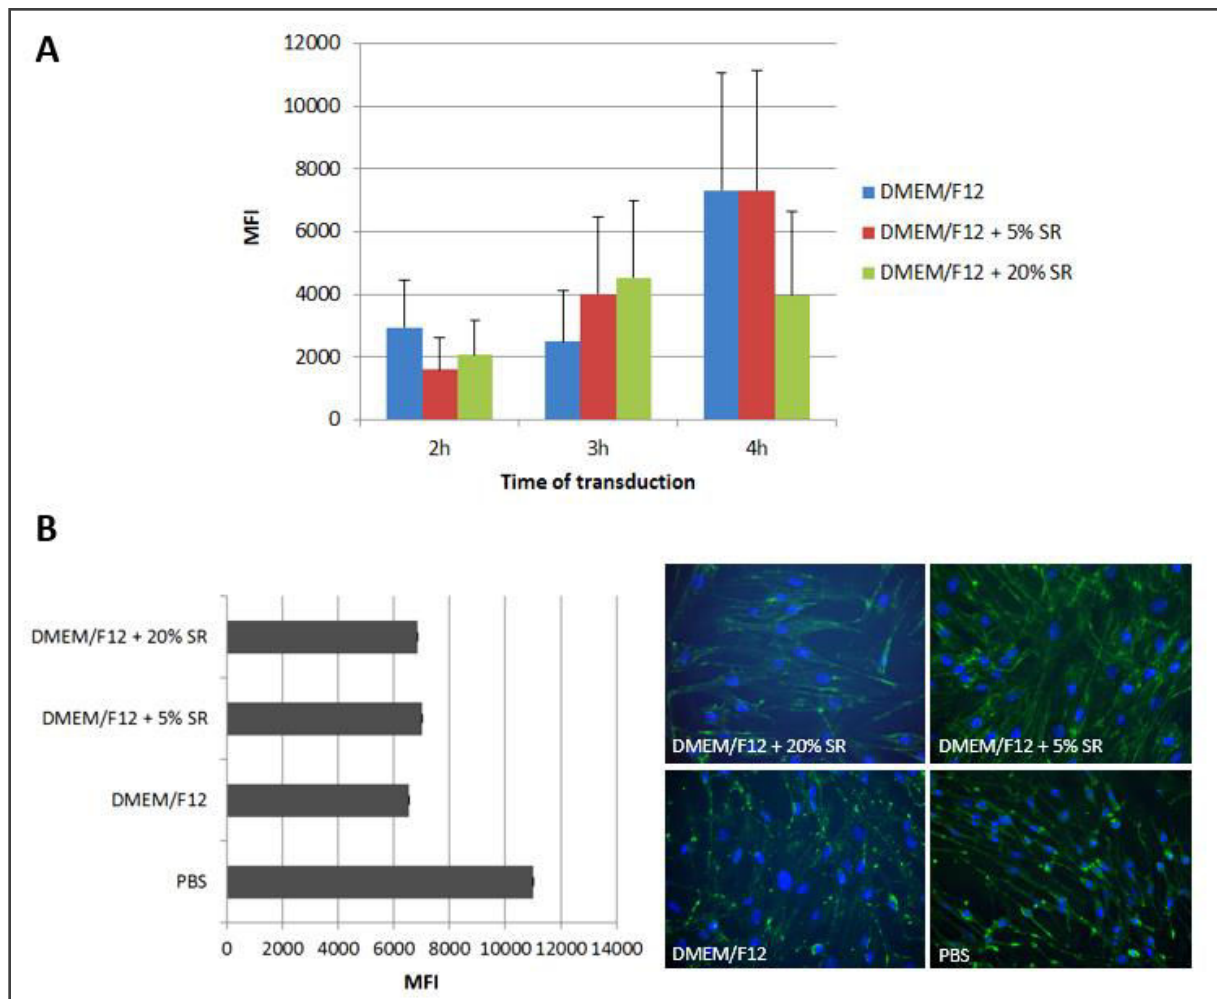 A
12000
10000
8000
6000
4000
2000
0
MFI
2h 3h 4h
Time of transduction
DMEM/F12
DMEM/F12 + 5% SR
DMEM/F12 + 20% SR
B
DMEM/F12 + 20% SR
DMEM/F12 + 5% SR
DMEM/F12
PBS
0 2000 4000 6000 8000 10000 12000 14000
MFI
DMEM/F12 + 20% SR
DMEM/F12 + 5% SR
DMEM/F12
PBS